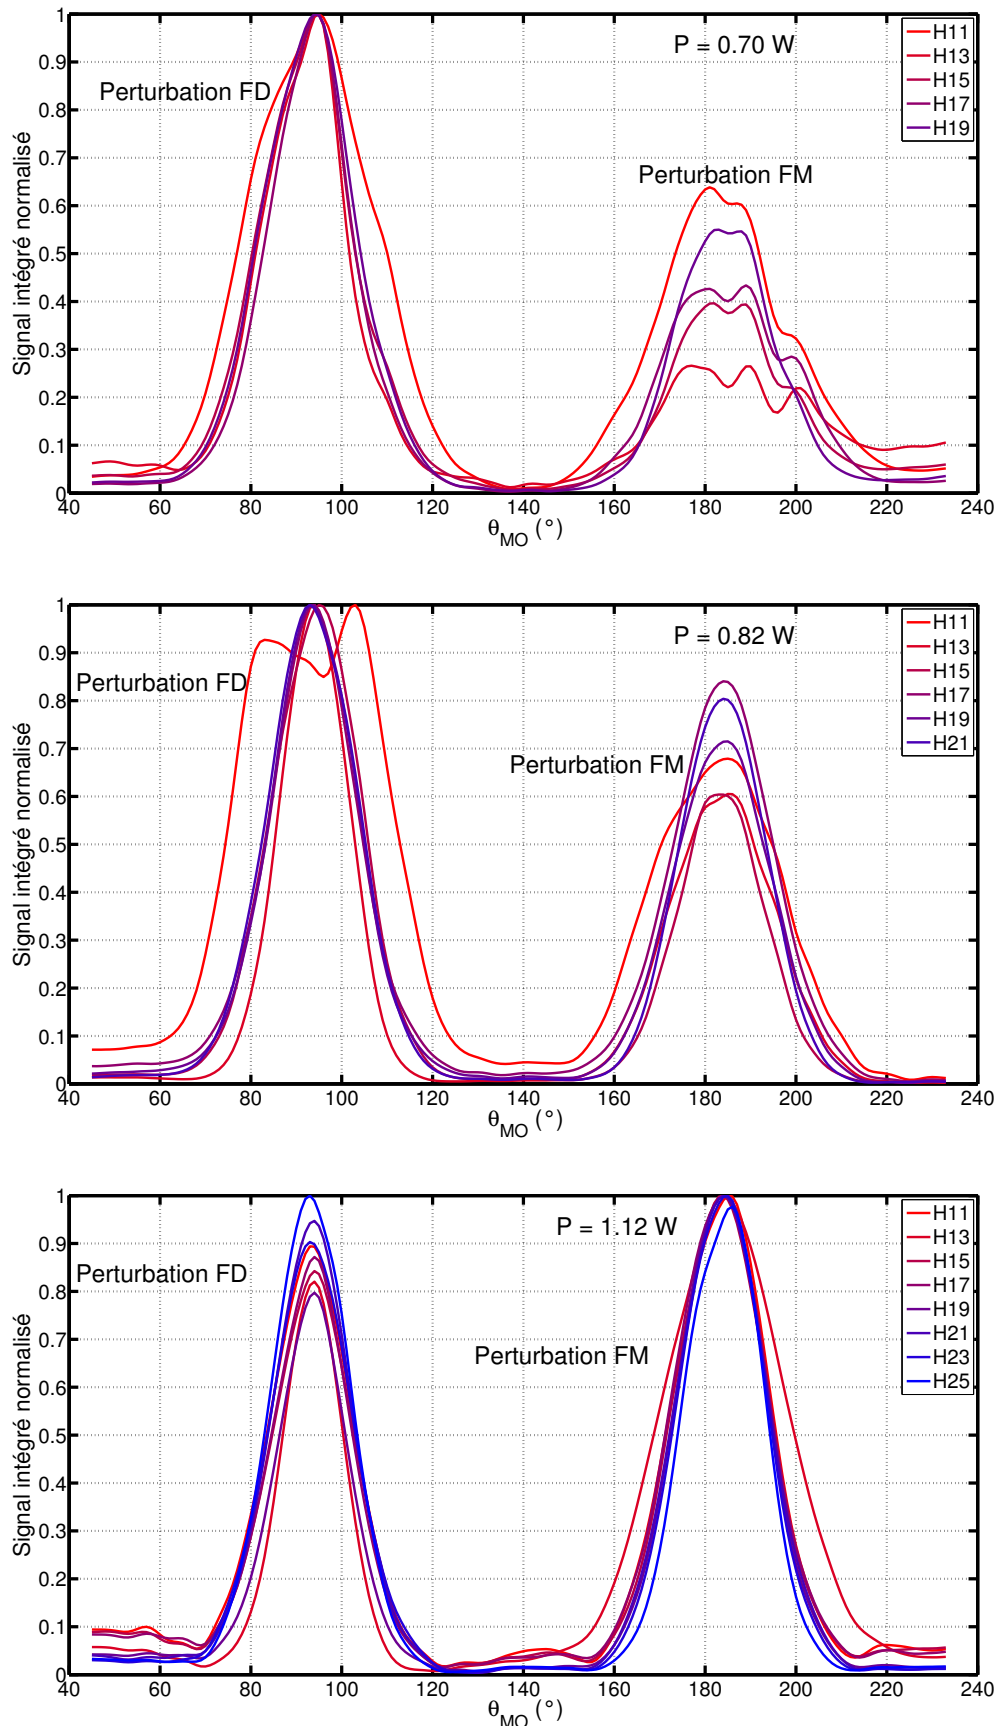 1
0.9
0.8
0.7
0.6
0.5
0.4
0.3
0.2
0.1
0
Signal intégré normalisé
P = 0.70 W
Perturbation FD
Perturbation FM
H11
H13
H15
H17
H19
40 60 80 100 120 140 160 180 200 220 240
θMO (°)
1
0.9
0.8
0.7
0.6
0.5
0.4
0.3
0.2
0.1
0
Signal intégré normalisé
P = 0.82 W
Perturbation FD
Perturbation FM
H11
H13
H15
H17
H19
H21
40 60 80 100 120 140 160 180 200 220 240
θMO (°)
1
0.9
0.8
0.7
0.6
0.5
0.4
0.3
0.2
0.1
0
Signal intégré normalisé
P = 1.12 W
Perturbation FD
Perturbation FM
H11
H13
H15
H17
H19
H21
H23
H25
40 60 80 100 120 140 160 180 200 220 240
θMO (°)